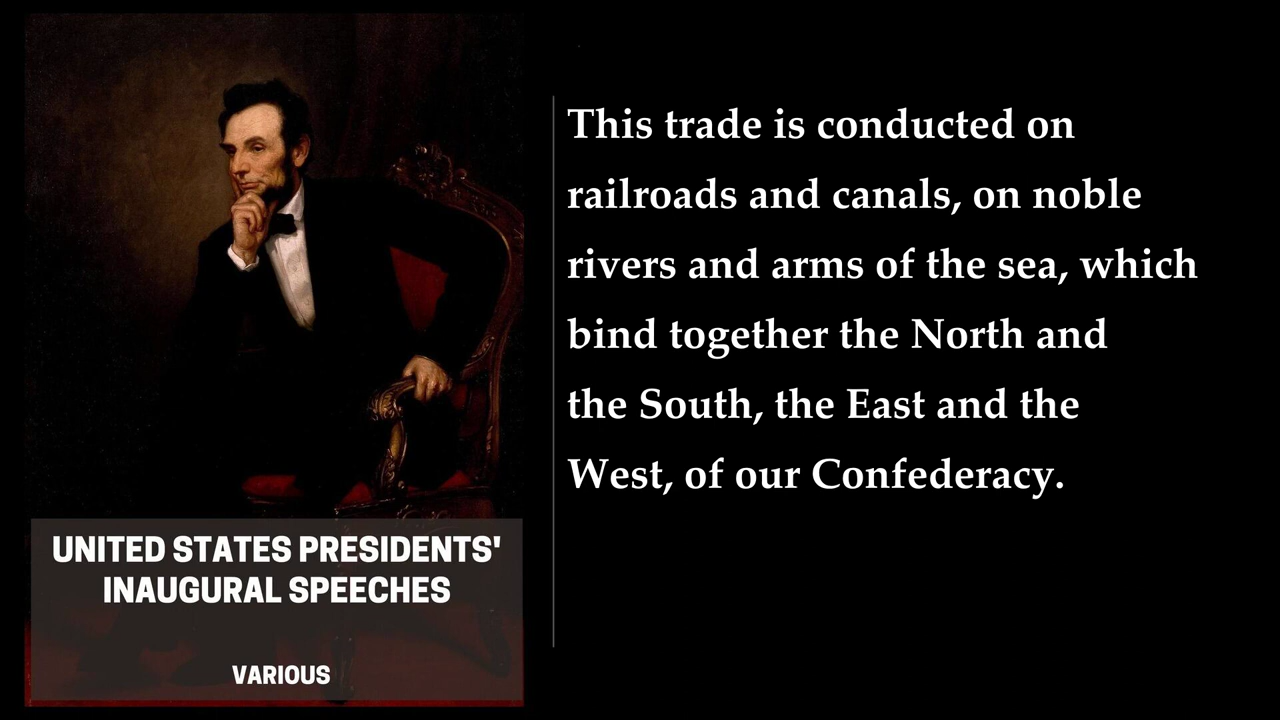 This trade is conducted on
railroads and canals, on noble
rivers and arms of the sea, which
bind together the North and
the South, the East and the
West, of our Confederacy.
UNITED STATES PRESIDENTS'
INAUGURAL SPEECHES
VARIOUS